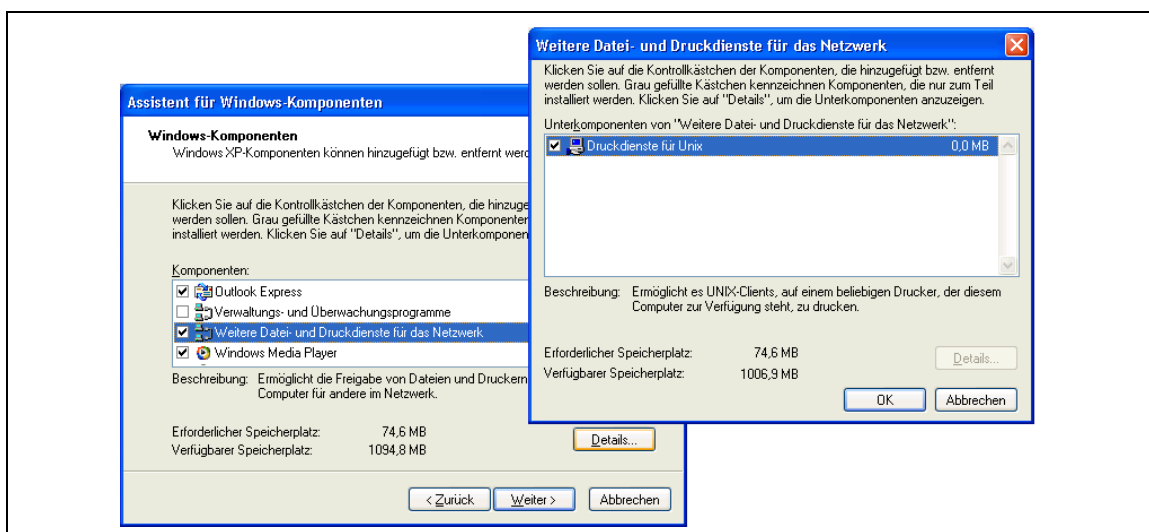 Weitere Datei- und Druckdienste für das Netzwerk
Klicken Sie auf die Kontrollkästchen der Komponenten, die hinzugefügt bzw. entfernt
werden sollen. Grau gefüllte Kästchen kennzeichnen Komponenten, die nur zum Teil
installiert werden. Klicken Sie auf "Details", um die Unterkomponenten anzuzeigen.
Unterkomponenten von "Weitere Datei- und Druckdienste für das Netzwerk":
Druckdienste für Unix 0,0 MB
Beschreibung: Ermöglicht es UNIX-Clients, auf einem beliebigen Drucker, der diesem
Computer zur Verfügung steht, zu drucken.
Erforderlicher Speicherplatz: 74,6 MB
Details...
Verfügbarer Speicherplatz: 1006,9 MB
OK Abbrechen
Assistent für Windows-Komponenten
Windows-Komponenten
Windows XP-Komponenten können hinzugefügt bzw. entfernt werd
Klicken Sie auf die Kontrollkästchen der Komponenten, die hinzuge
werden sollen. Grau gefüllte Kästchen kennzeichnen Komponenten
installiert werden. Klicken Sie auf "Details", um die Unterkomponen
Komponenten:
Outlook Express
Verwaltungs- und Überwachungsprogramme
Weitere Datei- und Druckdienste für das Netzwerk
Windows Media Player
Beschreibung: Ermöglicht die Freigabe von Dateien und Druckern
Computer für andere im Netzwerk.
Erforderlicher Speicherplatz: 74,6 MB
Details...
Verfügbarer Speicherplatz: 1094,8 MB
< Zurück Weiter > Abbrechen